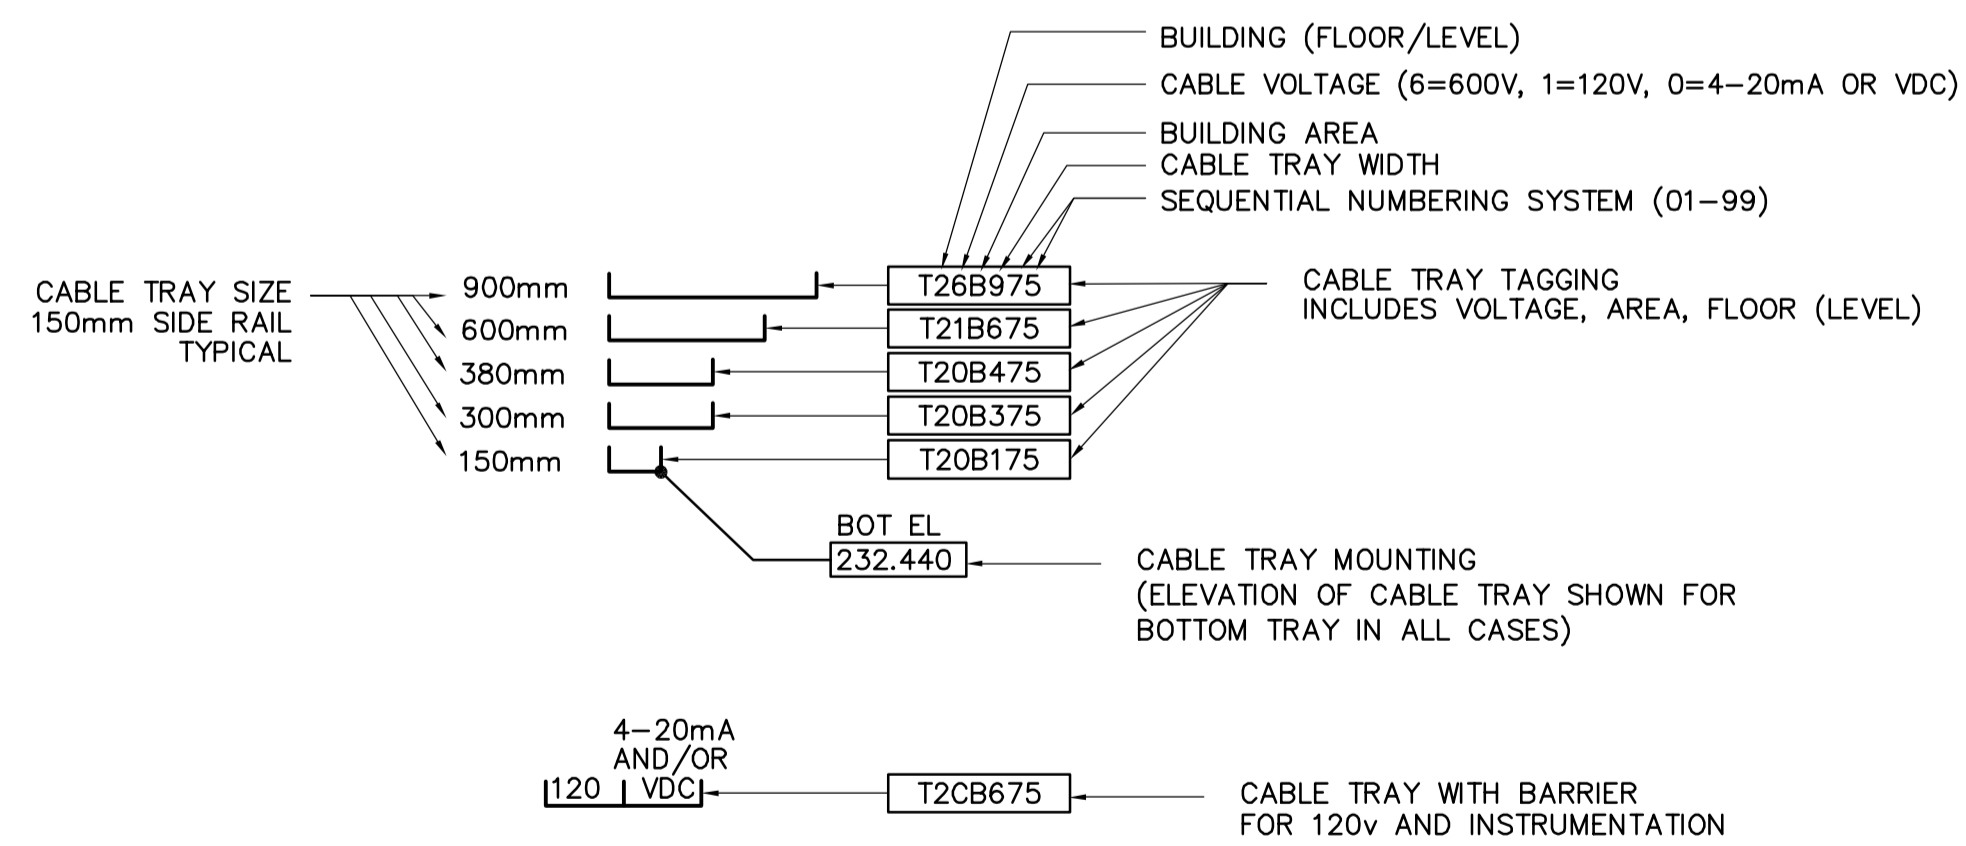 BUILDING (FLOOR/LEVEL)
CABLE VOLTAGE (6=600V, 1=120V, 0=4-20mA OR VDC)
BUILDING AREA
CABLE TRAY WIDTH
SEQUENTIAL NUMBERING SYSTEM (01-99)
CABLE TRAY SIZE
150mm SIDE RAIL
TYPICAL
900mm
600mm
380mm
300mm
150mm
T26B975
T21B675
T20B475
T20B375
T20B175
CABLE TRAY TAGGING
INCLUDES VOLTAGE, AREA, FLOOR (LEVEL)
BOT EL
232.440
CABLE TRAY MOUNTING
(ELEVATION OF CABLE TRAY SHOWN FOR
BOTTOM TRAY IN ALL CASES)
4-20mA
AND/OR
120 VDC
T2CB675
CABLE TRAY WITH BARRIER
FOR 120v AND INSTRUMENTATION